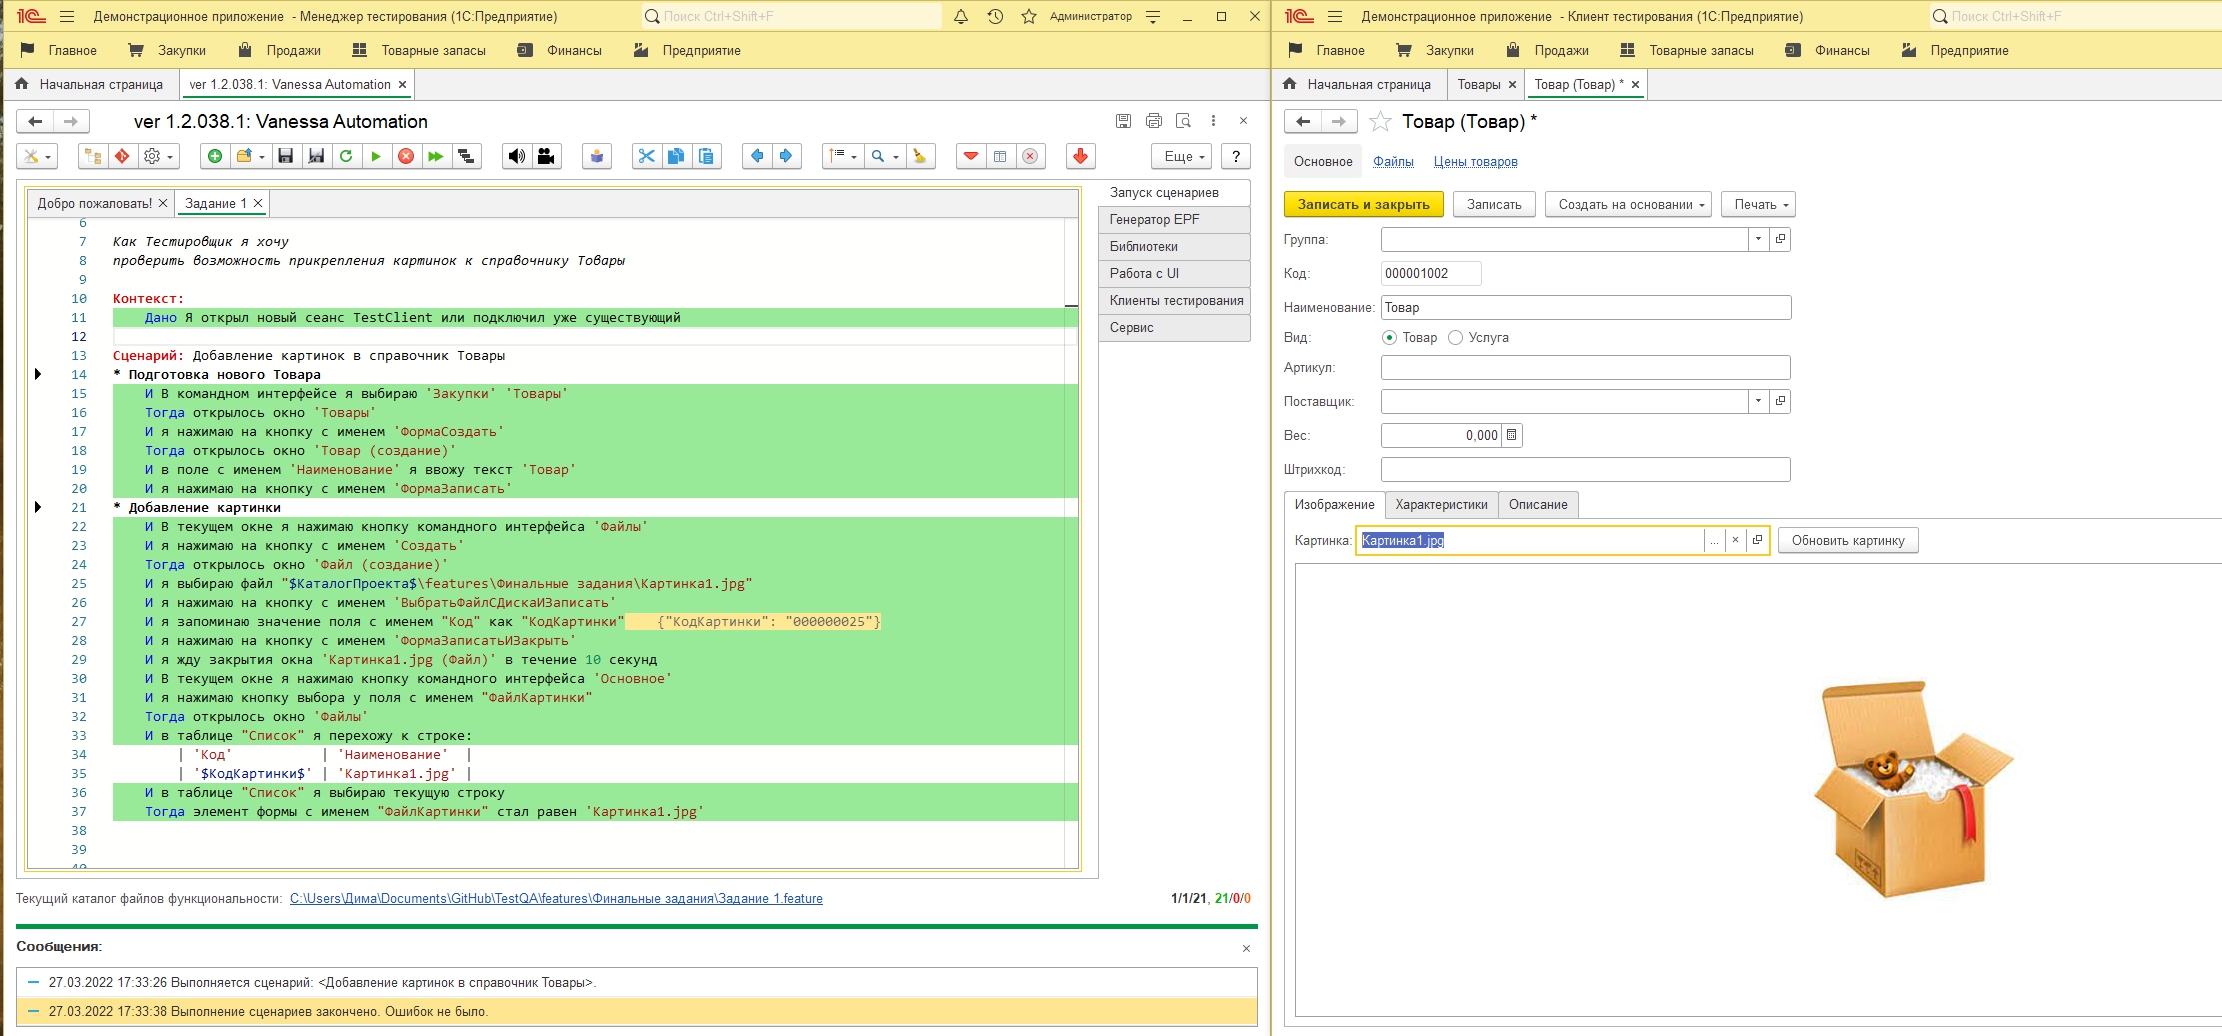 Демонстрационное приложение - Менеджер тестирования (1С:Предприятие)
Поиск Ctrl+Shift+F
Администратор
Главное
Закупки
Продажи
Товарные запасы
Финансы
Предприятие
Начальная страница
ver 1.2.038.1: Vanessa Automation
ver 1.2.038.1: Vanessa Automation
Еще
?
Добро пожаловать!
Задание 1
6
7 Как Тестировщик я хочу
8 проверить возможность прикрепления картинок к справочнику Товары
9
10 Контекст:
11 Дано Я открыл новый сеанс TestClient или подключил уже существующий
12
13 Сценарий: Добавление картинок в справочник Товары
14 * Подготовка нового Товара
15 И В командном интерфейсе я выбираю 'Закупки' 'Товары'
16 Тогда открылось окно 'Товары'
17 И я нажимаю на кнопку с именем 'ФормаСоздать'
18 Тогда открылось окно 'Товар (создание)'
19 И в поле с именем 'Наименование' я ввожу текст 'Товар'
20 И я нажимаю на кнопку с именем 'ФормаЗаписать'
21 * Добавление картинки
22 И В текущем окне я нажимаю кнопку командного интерфейса 'Файлы'
23 И я нажимаю на кнопку с именем 'Создать'
24 Тогда открылось окно 'Файл (создание)'
25 И я выбираю файл "$КаталогПроекта$\features\Финальные задания\Картинка1.jpg"
26 И я нажимаю на кнопку с именем 'ВыбратьФайлСДискаИЗаписать'
27 И я запоминаю значение поля с именем "Код" как "КодКартинки" {"КодКартинки": "000000025"}
28 И я нажимаю на кнопку с именем 'ФормаЗаписатьИЗакрыть'
29 И я жду закрытия окна 'Картинка1.jpg (Файл)' в течение 10 секунд
30 И В текущем окне я нажимаю кнопку командного интерфейса 'Основное'
31 И я нажимаю кнопку выбора у поля с именем "ФайлКартинки"
32 Тогда открылось окно 'Файлы'
33 И в таблице "Список" я перехожу к строке:
34 | 'Код' | 'Наименование' |
35 | '$КодКартинки$' | 'Картинка1.jpg' |
36 И в таблице "Список" я выбираю текущую строку
37 Тогда элемент формы с именем "ФайлКартинки" стал равен 'Картинка1.jpg'
38
39
40
Запуск сценариев
Генератор EPF
Библиотеки
Работа с UI
Клиенты тестирования
Сервис
Текущий каталог файлов функциональности: C:\Users\Дима\Documents\GitHub\TestQA\features\Финальные задания\Задание 1.feature
1/1/21, 21/0/0
Сообщения:
27.03.2022 17:33:26 Выполняется сценарий: <Добавление картинок в справочник Товары>.
27.03.2022 17:33:38 Выполнение сценариев закончено. Ошибок не было.
Демонстрационное приложение - Клиент тестирования (1С:Предприятие)
Поиск Ctrl+Shift+F
Главное
Закупки
Продажи
Товарные запасы
Финансы
Предприятие
Начальная страница
Товары
Товар (Товар) *
Товар (Товар) *
Основное
Файлы
Цены товаров
Записать и закрыть
Записать
Создать на основании
Печать
Группа:
Код: 000001002
Наименование: Товар
Вид: Товар Услуга
Артикул:
Поставщик:
Вес: 0,000
Штрихкод:
Изображение
Характеристики
Описание
Картинка: Картинка1.jpg ...
Обновить картинку